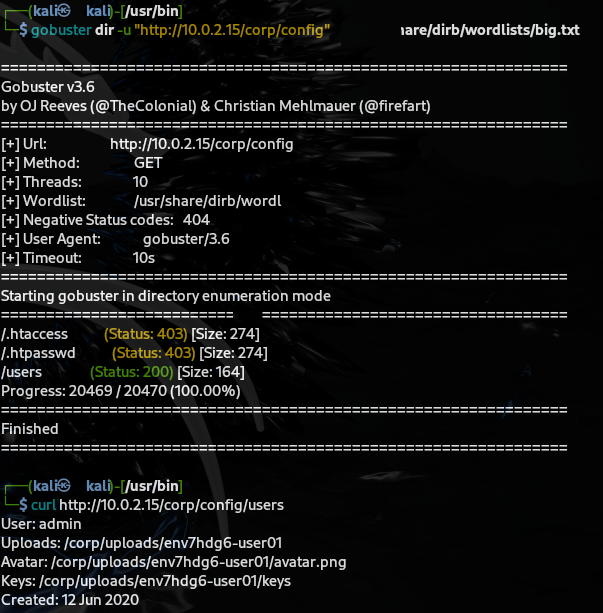 ┌──(kali㉿kali)-[/usr/bin]
└─$ gobuster dir -u "http://10.0.2.15/corp/config" hare/dirb/wordlists/big.txt
===============================================================
Gobuster v3.6
by OJ Reeves (@TheColonial) & Christian Mehlmauer (@firefart)
===============================================================
[+] Url: http://10.0.2.15/corp/config
[+] Method: GET
[+] Threads: 10
[+] Wordlist: /usr/share/dirb/wordl
[+] Negative Status codes: 404
[+] User Agent: gobuster/3.6
[+] Timeout: 10s
===============================================================
Starting gobuster in directory enumeration mode
========================== ==================================
/.htaccess (Status: 403) [Size: 274]
/.htpasswd (Status: 403) [Size: 274]
/users (Status: 200) [Size: 164]
Progress: 20469 / 20470 (100.00%)
===============================================================
Finished
===============================================================
┌──(kali㉿kali)-[/usr/bin]
└─$ curl http://10.0.2.15/corp/config/users
User: admin
Uploads: /corp/uploads/env7hdg6-user01
Avatar: /corp/uploads/env7hdg6-user01/avatar.png
Keys: /corp/uploads/env7hdg6-user01/keys
Created: 12 Jun 2020